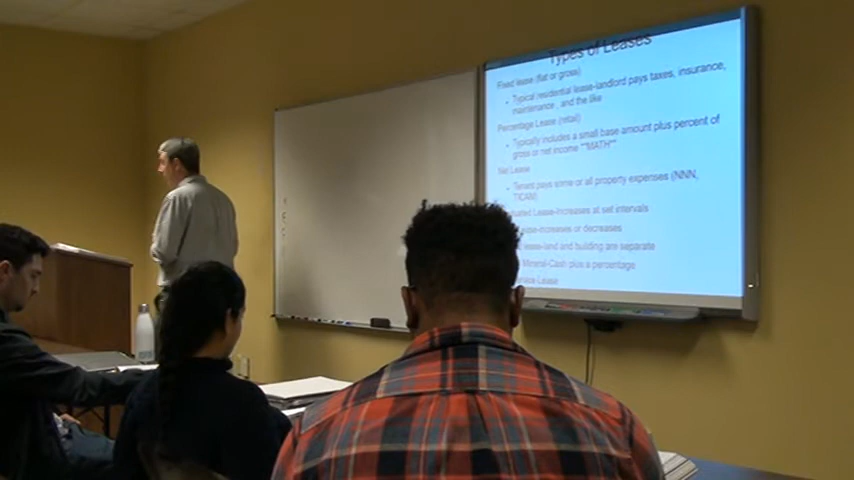 Types of Leases
Fixed lease (flat or gross)
• Typical residential lease-landlord pays taxes, insurance,
maintenance , and the like
Percentage Lease (retail)
• Typically includes a small base amount plus percent of
gross or net income **MATH**
Net Lease
• Tenant pays some or all property expenses (NNN,
TICAN)
Lease-increases at set intervals
-increases or decreases
lease-land and building are separate
Mineral-Cash plus a percentage
-Lease